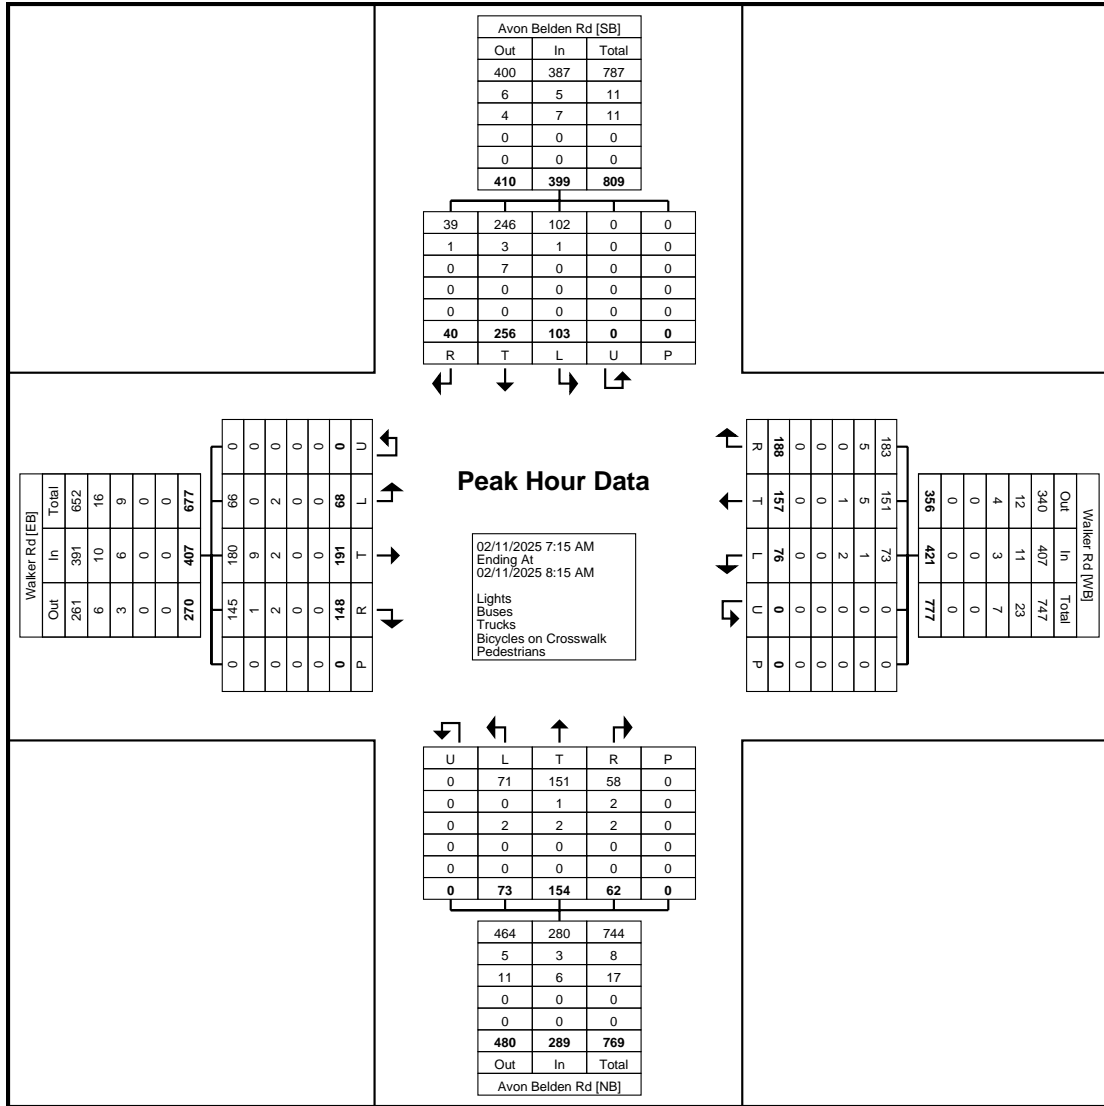 Avon Belden Rd [SB]
Out In Total
400 387 787
6 5 11
4 7 11
0 0 0
0 0 0
410 399 809
39 246 102 0 0
1 3 1 0 0
0 7 0 0 0
0 0 0 0 0
0 0 0 0 0
40 256 103 0 0
R T L U P
Walker Rd [EB]
Total In Out
652 391 261
16 10 6
9 6 3
0 0 0
0 0 0
677 407 270
0 66 180 145 0
0 0 9 1 0
0 2 2 2 0
0 0 0 0 0
0 0 0 0 0
0 68 191 148 0
U L T R P
Peak Hour Data
02/11/2025 7:15 AM
Ending At
02/11/2025 8:15 AM
Lights
Buses
Trucks
Bicycles on Crosswalk
Pedestrians
Walker Rd [WB]
Out In Total
340 407 747
12 11 23
4 3 7
0 0 0
0 0 0
356 421 777
183 151 73 0 0
5 5 1 0 0
0 1 2 0 0
0 0 0 0 0
0 0 0 0 0
188 157 76 0 0
R T L U P
U L T R P
0 71 151 58 0
0 0 1 2 0
0 2 2 2 0
0 0 0 0 0
0 0 0 0 0
0 73 154 62 0
464 280 744
5 3 8
11 6 17
0 0 0
0 0 0
480 289 769
Out In Total
Avon Belden Rd [NB]